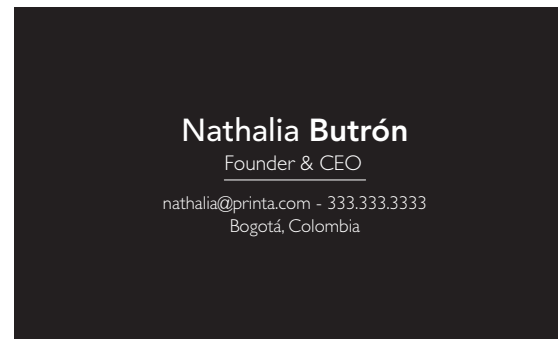 Nathalia Butrón
Founder & CEO
nathalia@printa.com - 333.333.3333
Bogotá, Colombia